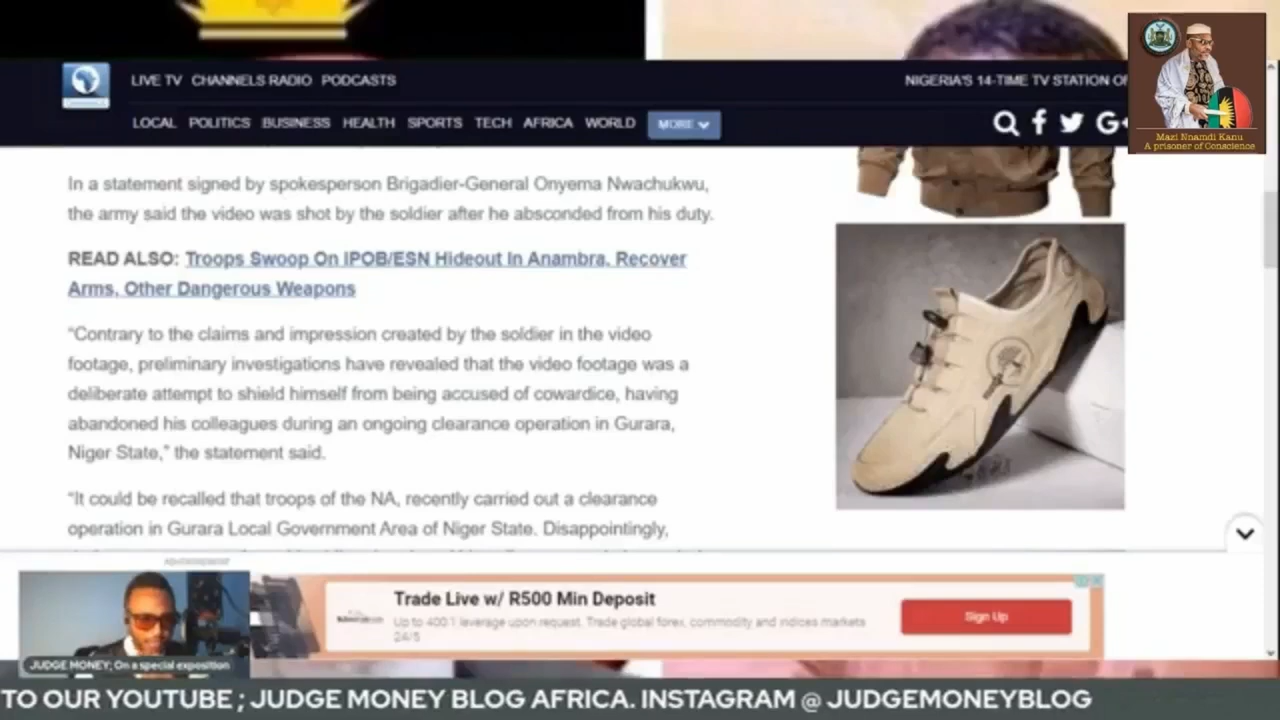 LIVE TV CHANNELS RADIO PODCASTS
NIGERIA'S 14-TIME TV STATION OF
LOCAL POLITICS BUSINESS HEALTH SPORTS TECH AFRICA WORLD MORE
Mazi Nnamdi Kanu
A prisoner of Conscience
In a statement signed by spokesperson Brigadier-General Onyema Nwachukwu,
the army said the video was shot by the soldier after he absconded from his duty.
READ ALSO: Troops Swoop On IPOB/ESN Hideout In Anambra, Recover
Arms, Other Dangerous Weapons
“Contrary to the claims and impression created by the soldier in the video
footage, preliminary investigations have revealed that the video footage was a
deliberate attempt to shield himself from being accused of cowardice, having
abandoned his colleagues during an ongoing clearance operation in Gurara,
Niger State,” the statement said.
“It could be recalled that troops of the NA, recently carried out a clearance
operation in Gurara Local Government Area of Niger State. Disappointingly,
ADVERTISEMENT
Trade Live w/ R500 Min Deposit
Up to 400:1 leverage upon request. Trade global forex, commodity and indices markets
24/5
Sign Up
JUDGE MONEY; On a special exposition
TO OUR YOUTUBE ; JUDGE MONEY BLOG AFRICA. INSTAGRAM @ JUDGEMONEYBLOG